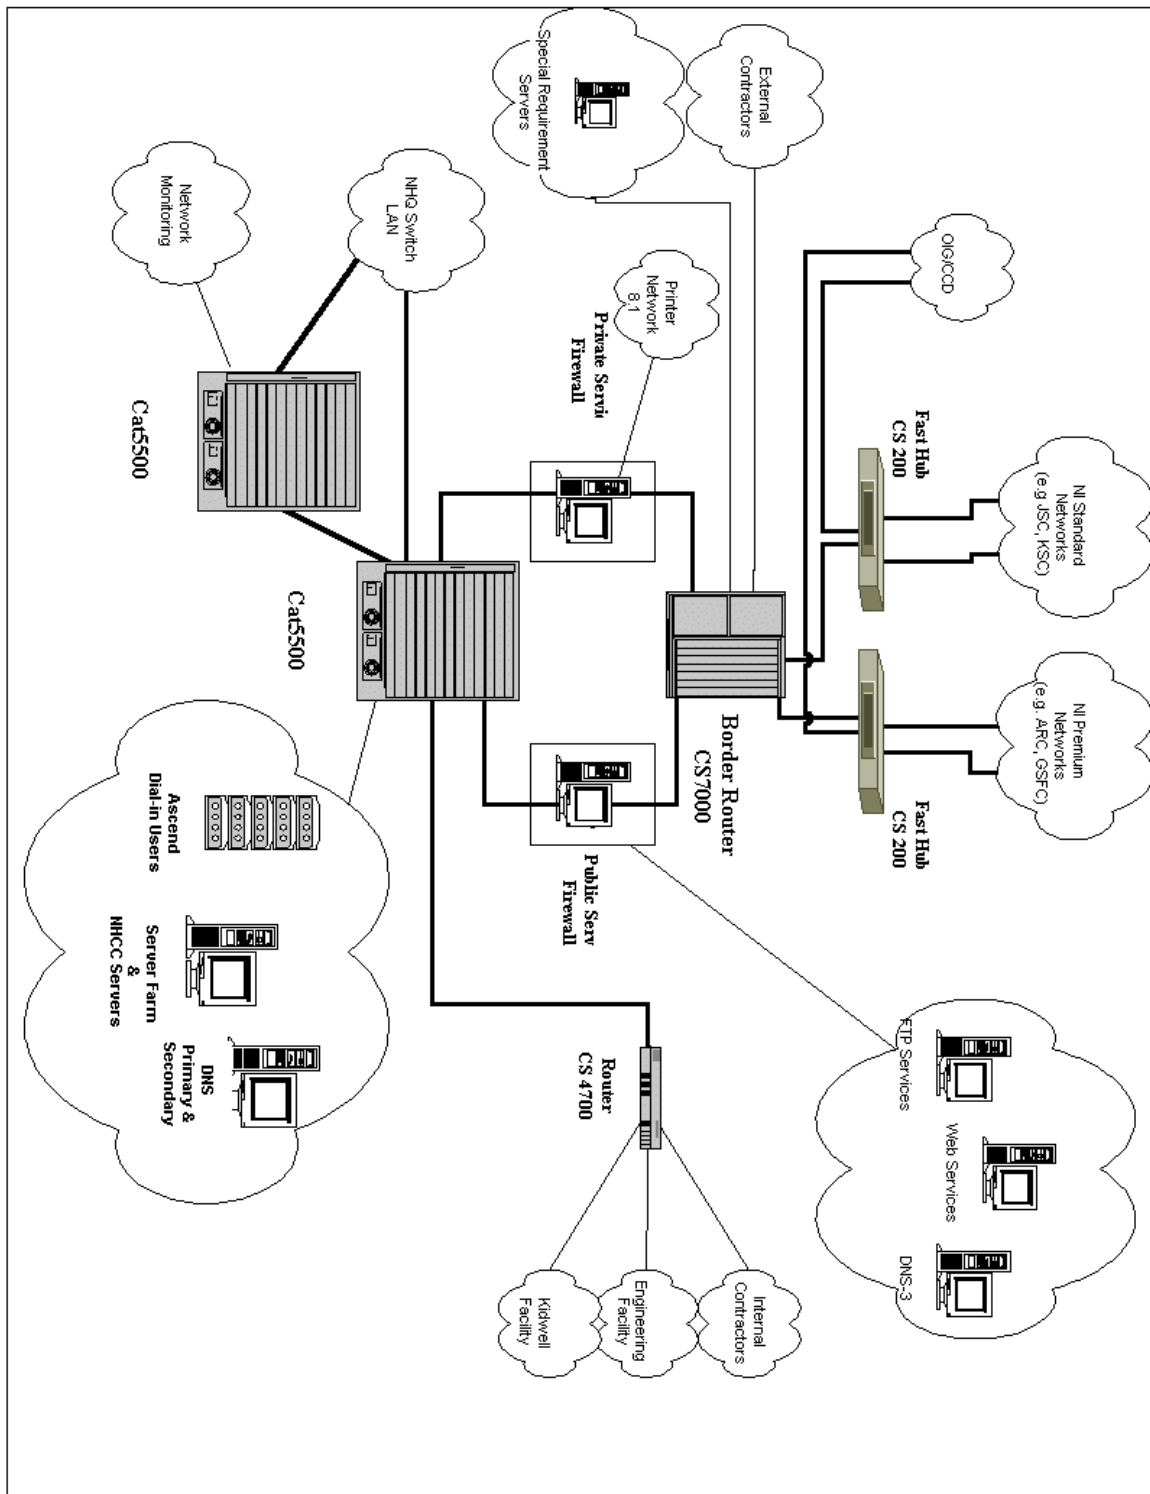 NI Standard
Networks
(e.g JSC, KSC)
NI Premium
Networks
(e.g. ARC, GSFC)
OIG/CCD
Fast Hub
CS 200
Fast Hub
CS 200
Web Services
FTP Services
DNS-3
External
Contractors
Special Requirement
Servers
Border Router
CS7000
Internal
Contractors
Engineering
Facility
Kidwell
Facility
Printer
Network
8.1
Private Servic
Firewall
Public Serv
Firewall
Router
CS 4700
NHQ Switch
LAN
Network
Monitoring
Cat5500
Cat5500
Ascend
Dial-in Users
Server Farm
&
NHCC Servers
DNS
Primary &
Secondary